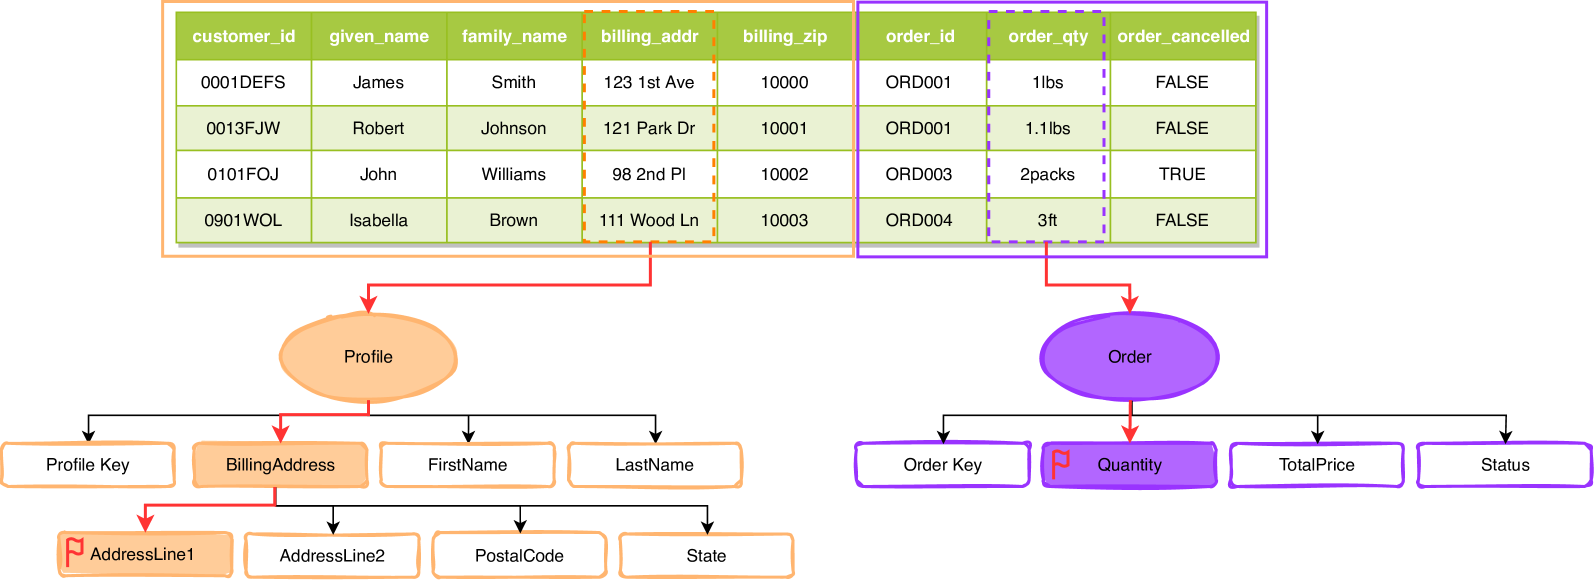 customer_id given_name family_name billing_addr billing_zip order_id order_qty order_cancelled
0001DEFS James Smith 123 1st Ave 10000 ORD001 1lbs FALSE
0013FJW Robert Johnson 121 Park Dr 10001 ORD001 1.1lbs FALSE
0101FOJ John Williams 98 2nd Pl 10002 ORD003 2packs TRUE
0901WOL Isabella Brown 111 Wood Ln 10003 ORD004 3ft FALSE
Profile Order
Profile Key BillingAddress FirstName LastName Order Key Quantity TotalPrice Status
AddressLine1 AddressLine2 PostalCode State